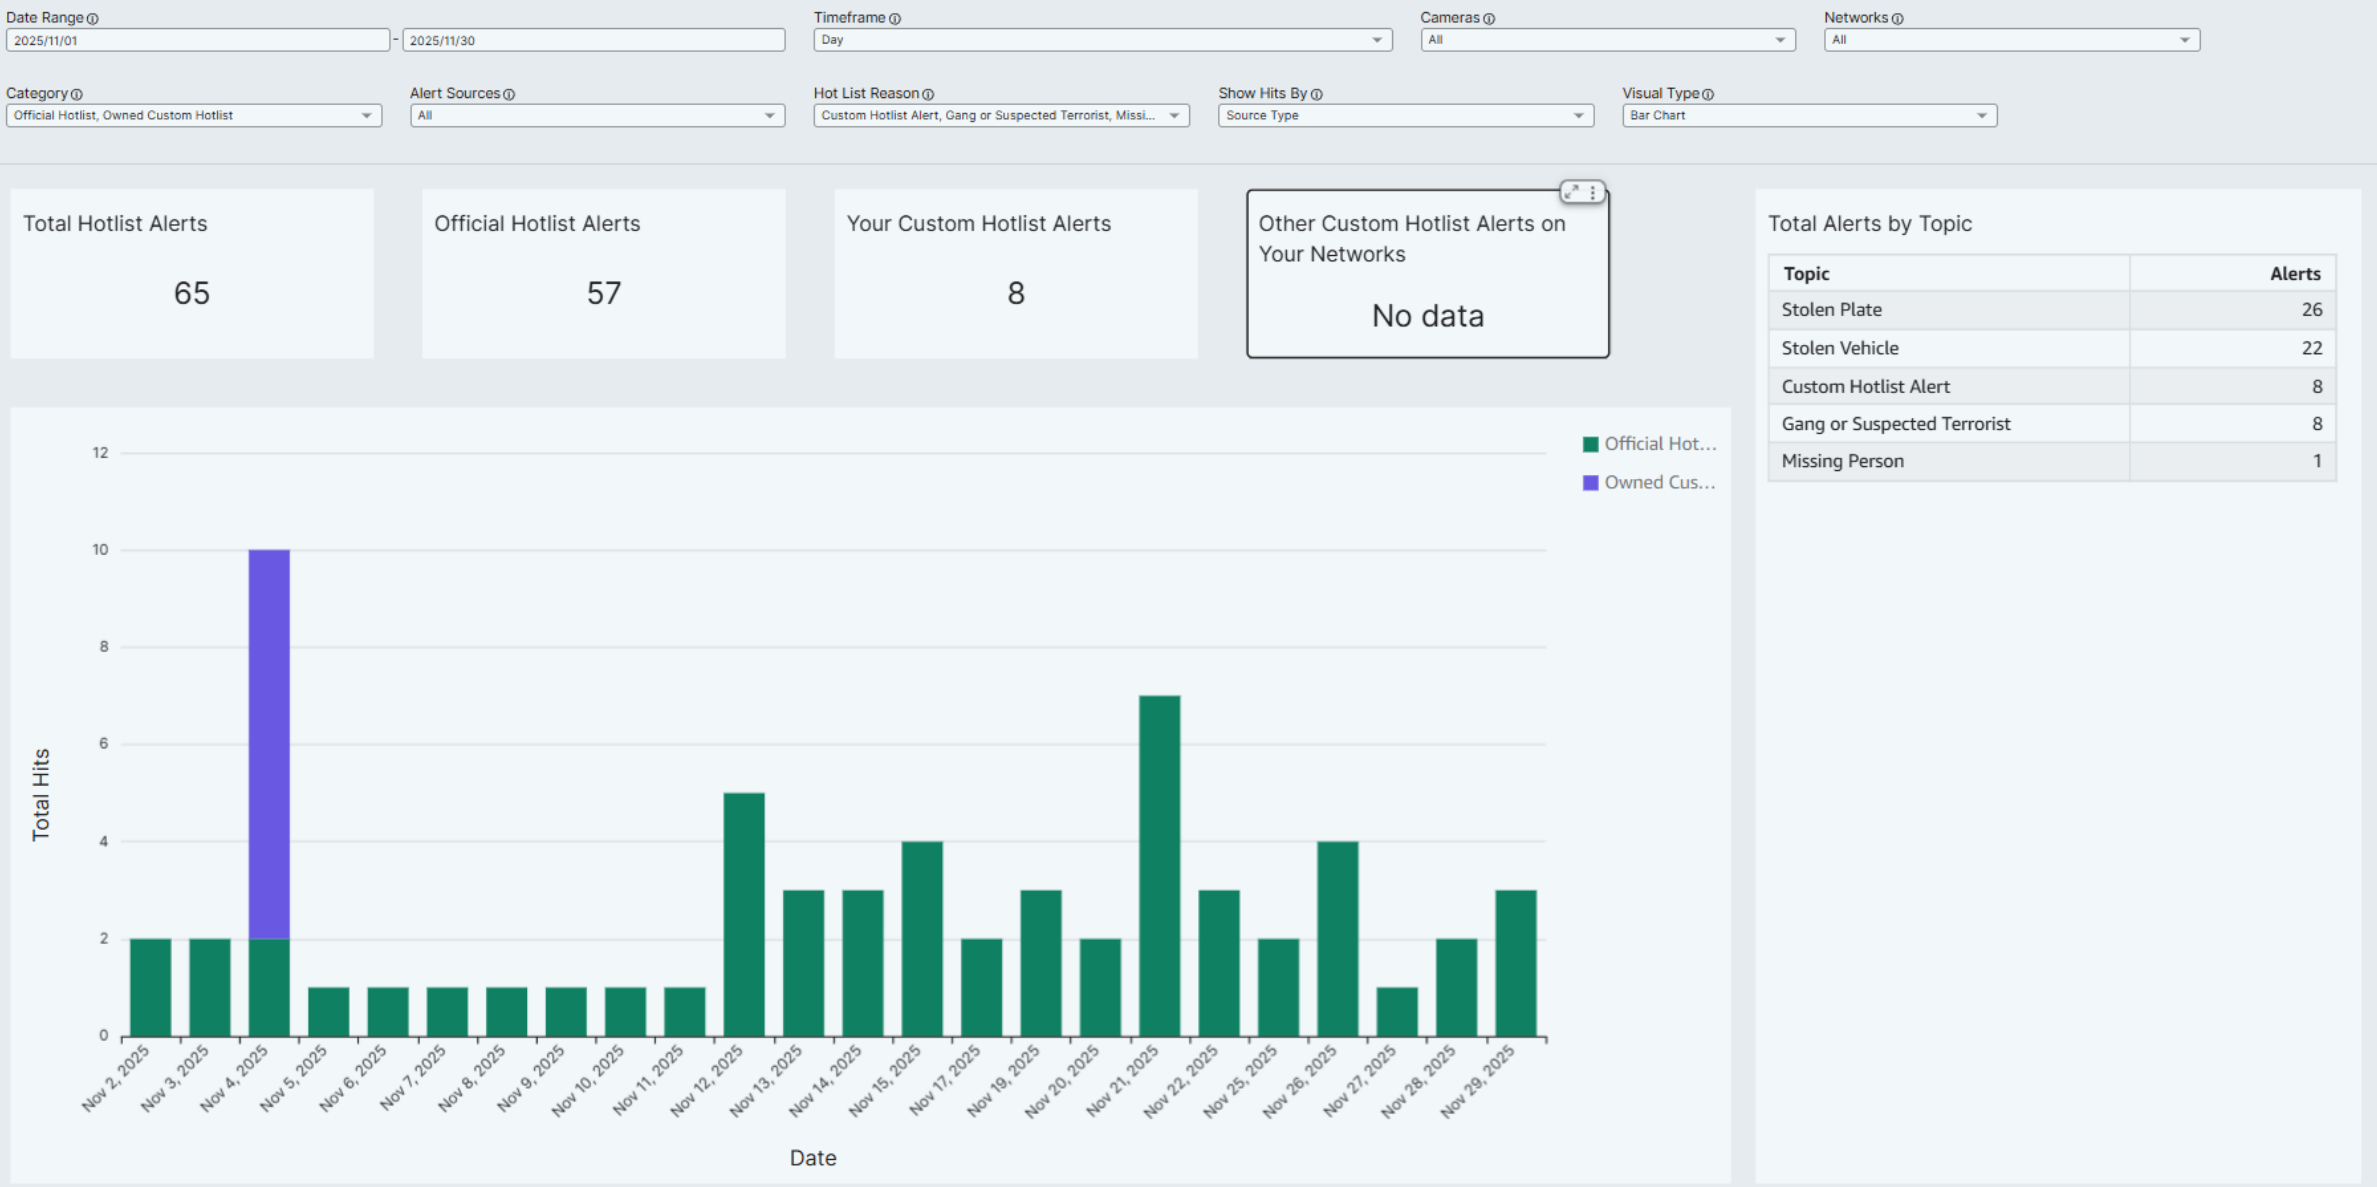 Date Range
2025/11/01 - 2025/11/30
Timeframe
Day
Cameras
All
Networks
All
Category
Official Hotlist, Owned Custom Hotlist
Alert Sources
All
Hot List Reason
Custom Hotlist Alert, Gang or Suspected Terrorist, Missi...
Show Hits By
Source Type
Visual Type
Bar Chart
Total Hotlist Alerts
65
Official Hotlist Alerts
57
Your Custom Hotlist Alerts
8
Other Custom Hotlist Alerts on
Your Networks
No data
Total Alerts by Topic
Topic Alerts
Stolen Plate 26
Stolen Vehicle 22
Custom Hotlist Alert 8
Gang or Suspected Terrorist 8
Missing Person 1
Official Hot...
Owned Cus...
Total Hits
12
10
8
6
4
2
0
Nov 2, 2025
Nov 3, 2025
Nov 4, 2025
Nov 5, 2025
Nov 6, 2025
Nov 7, 2025
Nov 8, 2025
Nov 9, 2025
Nov 10, 2025
Nov 11, 2025
Nov 12, 2025
Nov 13, 2025
Nov 14, 2025
Nov 15, 2025
Nov 17, 2025
Nov 19, 2025
Nov 20, 2025
Nov 21, 2025
Nov 22, 2025
Nov 25, 2025
Nov 26, 2025
Nov 27, 2025
Nov 28, 2025
Nov 29, 2025
Date